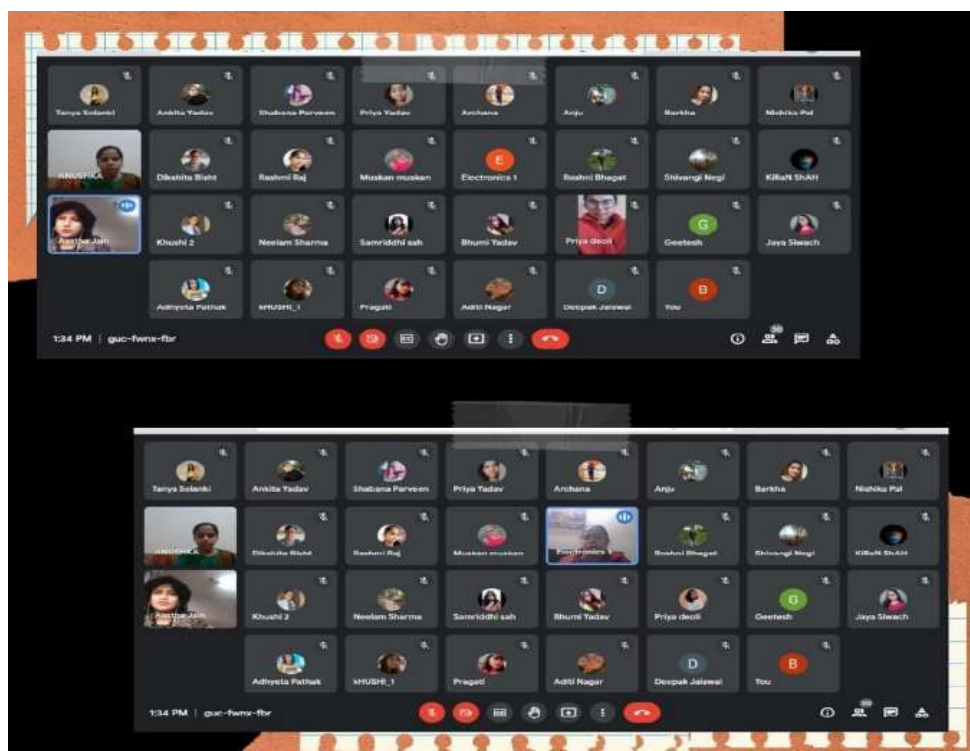 Tanya Solanki Ankita Yadav Shabana Parveen Priya Yadav Archana Anju Barkha Nishika Pal
ANUSHKA Dikshita Bisht Rashmi Raj Muskan muskan E Electronics 1 Roshni Bhagat Shivangi Negi KIRaN ShAH
Aastha Jain Khushi 2 Neelam Sharma Samriddhi sah Bhumi Yadav Priya deoli G Geetesh Jaya Siwach
Adhyeta Pathak kHUSHI_1 Pragati Aditi Nagar D Deepak Jaiswal B You
1:34 PM | guc-fwnx-fbr 30
Tanya Solanki Ankita Yadav Shabana Parveen Priya Yadav Archana Anju Barkha Nishika Pal
ANUSHKA Dikshita Bisht Rashmi Raj Muskan muskan Electronics 1 Roshni Bhagat Shivangi Negi KIRaN ShAH
Aastha Jain Khushi 2 Neelam Sharma Samriddhi sah Bhumi Yadav Priya deoli G Geetesh Jaya Siwach
Adhyeta Pathak kHUSHI_1 Pragati Aditi Nagar D Deepak Jaiswal B You
1:34 PM | guc-fwnx-fbr 30